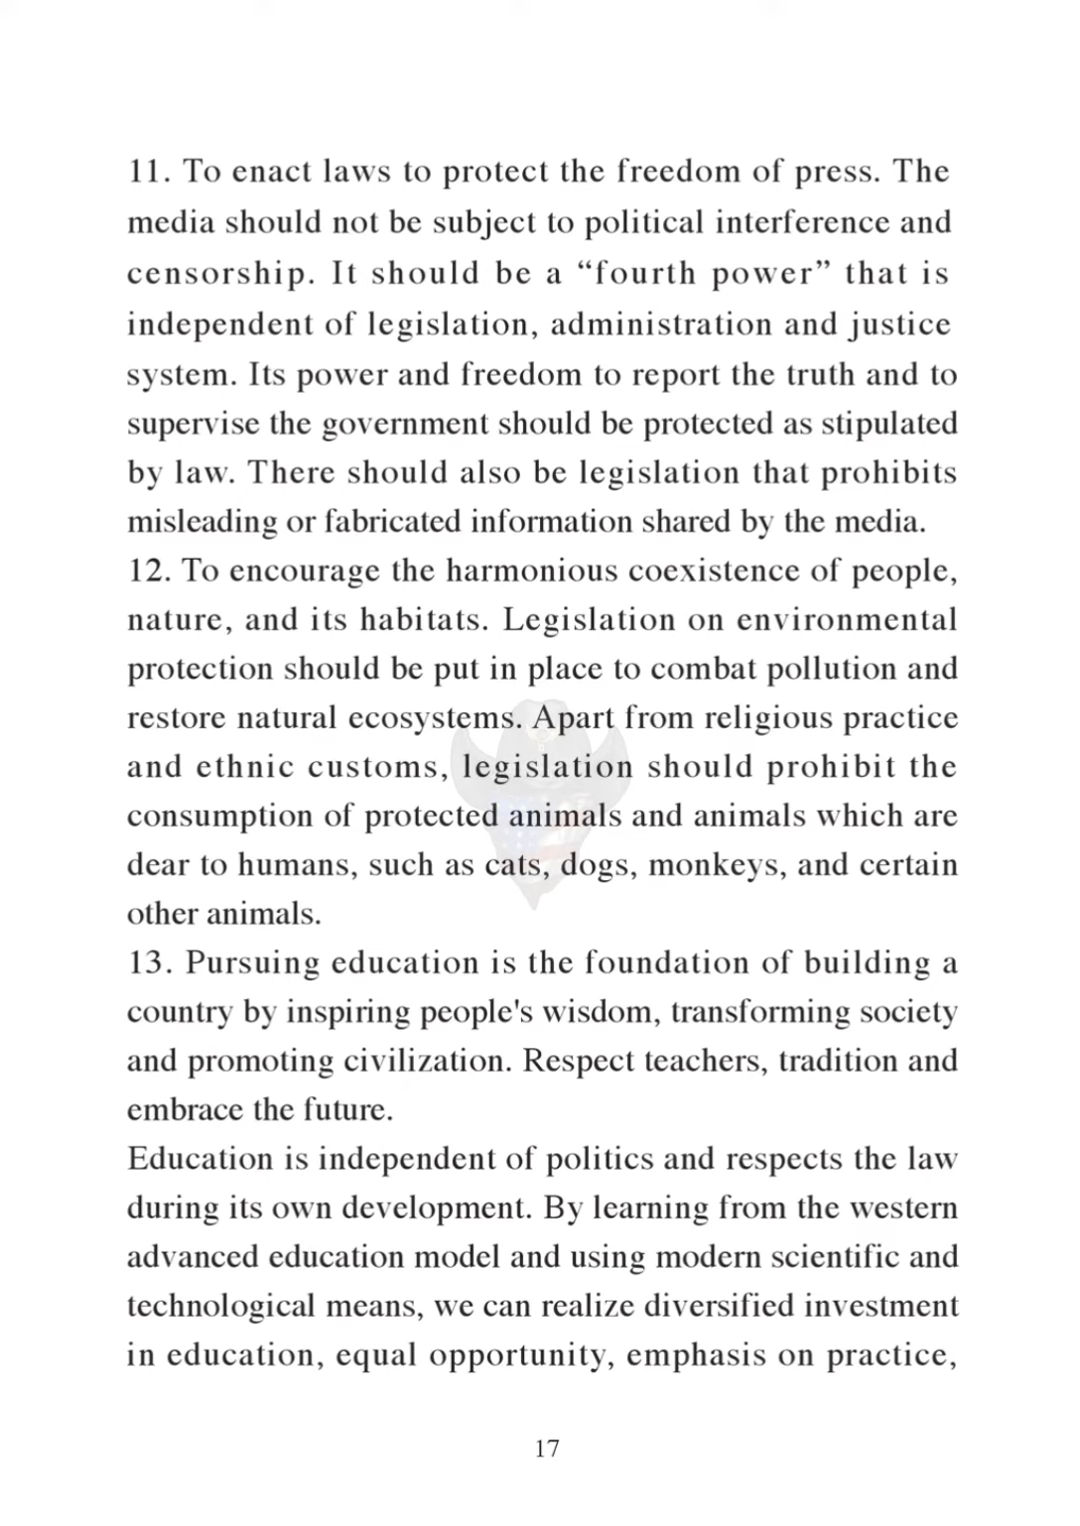 11. To enact laws to protect the freedom of press. The
media should not be subject to political interference and
censorship. It should be a “fourth power” that is
independent of legislation, administration and justice
system. Its power and freedom to report the truth and to
supervise the government should be protected as stipulated
by law. There should also be legislation that prohibits
misleading or fabricated information shared by the media.
12. To encourage the harmonious coexistence of people,
nature, and its habitats. Legislation on environmental
protection should be put in place to combat pollution and
restore natural ecosystems. Apart from religious practice
and ethnic customs, legislation should prohibit the
consumption of protected animals and animals which are
dear to humans, such as cats, dogs, monkeys, and certain
other animals.
13. Pursuing education is the foundation of building a
country by inspiring people's wisdom, transforming society
and promoting civilization. Respect teachers, tradition and
embrace the future.
Education is independent of politics and respects the law
during its own development. By learning from the western
advanced education model and using modern scientific and
technological means, we can realize diversified investment
in education, equal opportunity, emphasis on practice,
17